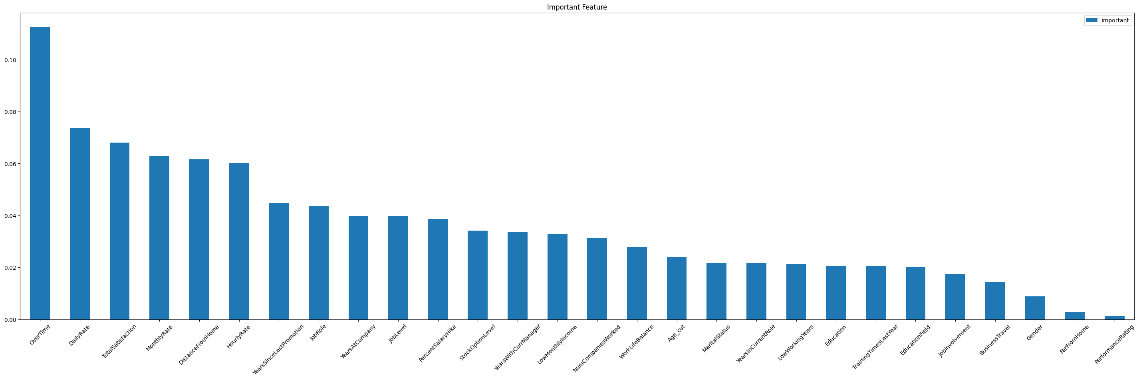 Important Feature
important
0.10
0.08
0.06
0.04
0.02
0.00
OverTime
DailyRate
TotalSatisfaction
MonthlyRate
DistanceFromHome
HourlyRate
YearsSinceLastPromotion
JobRole
YearsAtCompany
JobLevel
PercentSalaryHike
StockOptionLevel
YearsWithCurrManager
NumCompaniesWorked
WorkLifeBalance
Age_cut
MaritalStatus
YearsInCurrentRole
LowWorkingYears
Education
TrainingTimesLastYear
EducationField
JobInvolvement
BusinessTravel
Gender
FarFromHome
PerformanceRating